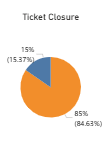 Ticket Closure
15%
(15.37%)
85%
(84.63%)